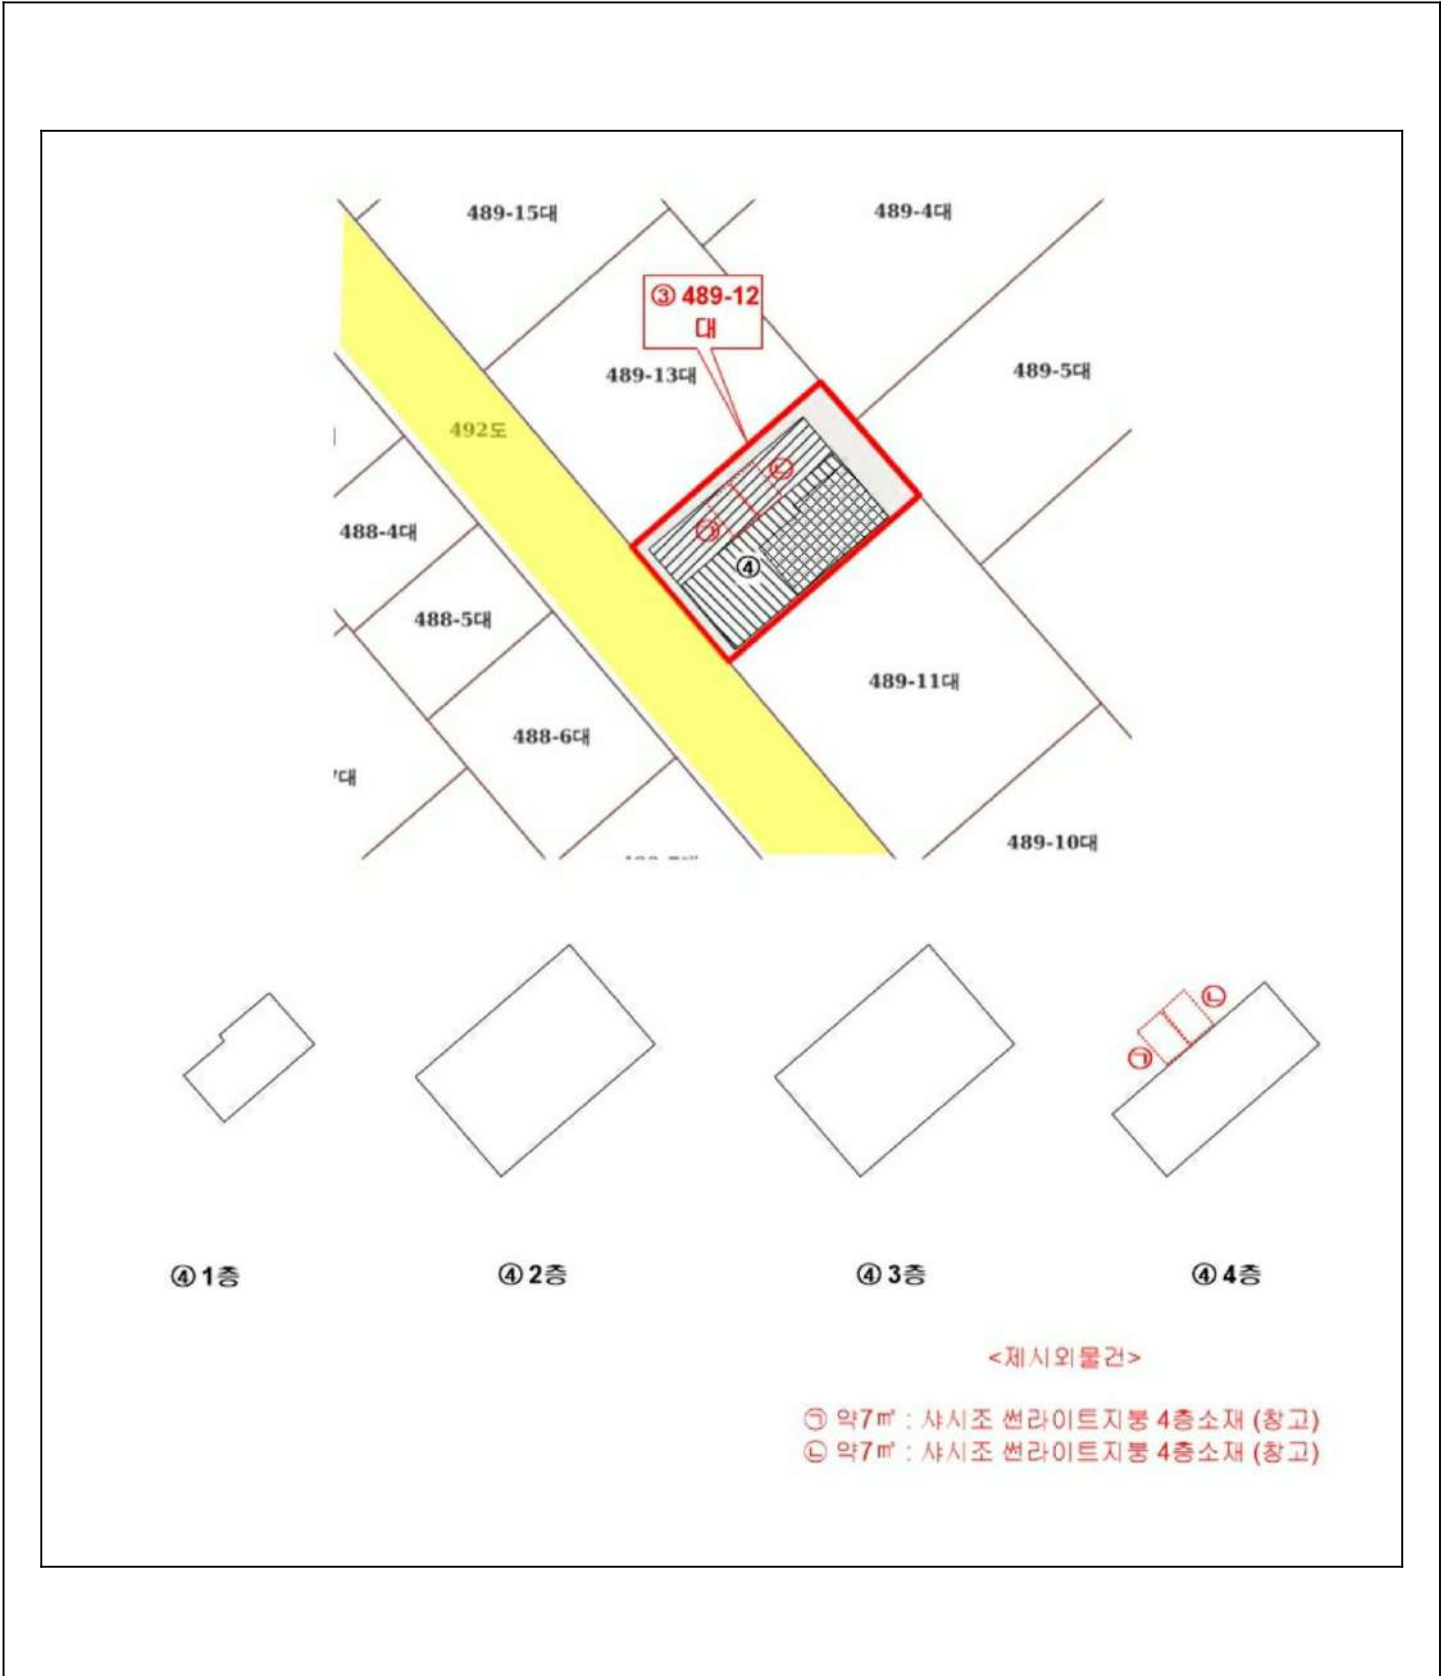 489-15대
489-4대
③ 489-12
대
489-13대
489-5대
492도
488-4대
㉡
㉠
④
488-5대
489-11대
488-6대
대
489-10대
㉡
㉠
④ 1층
④ 2층
④ 3층
④ 4층
<제시외물건>
㉠ 약7㎡ : 샤시조 썬라이트지붕 4층소재 (참고)
㉡ 약7㎡ : 샤시조 썬라이트지붕 4층소재 (참고)